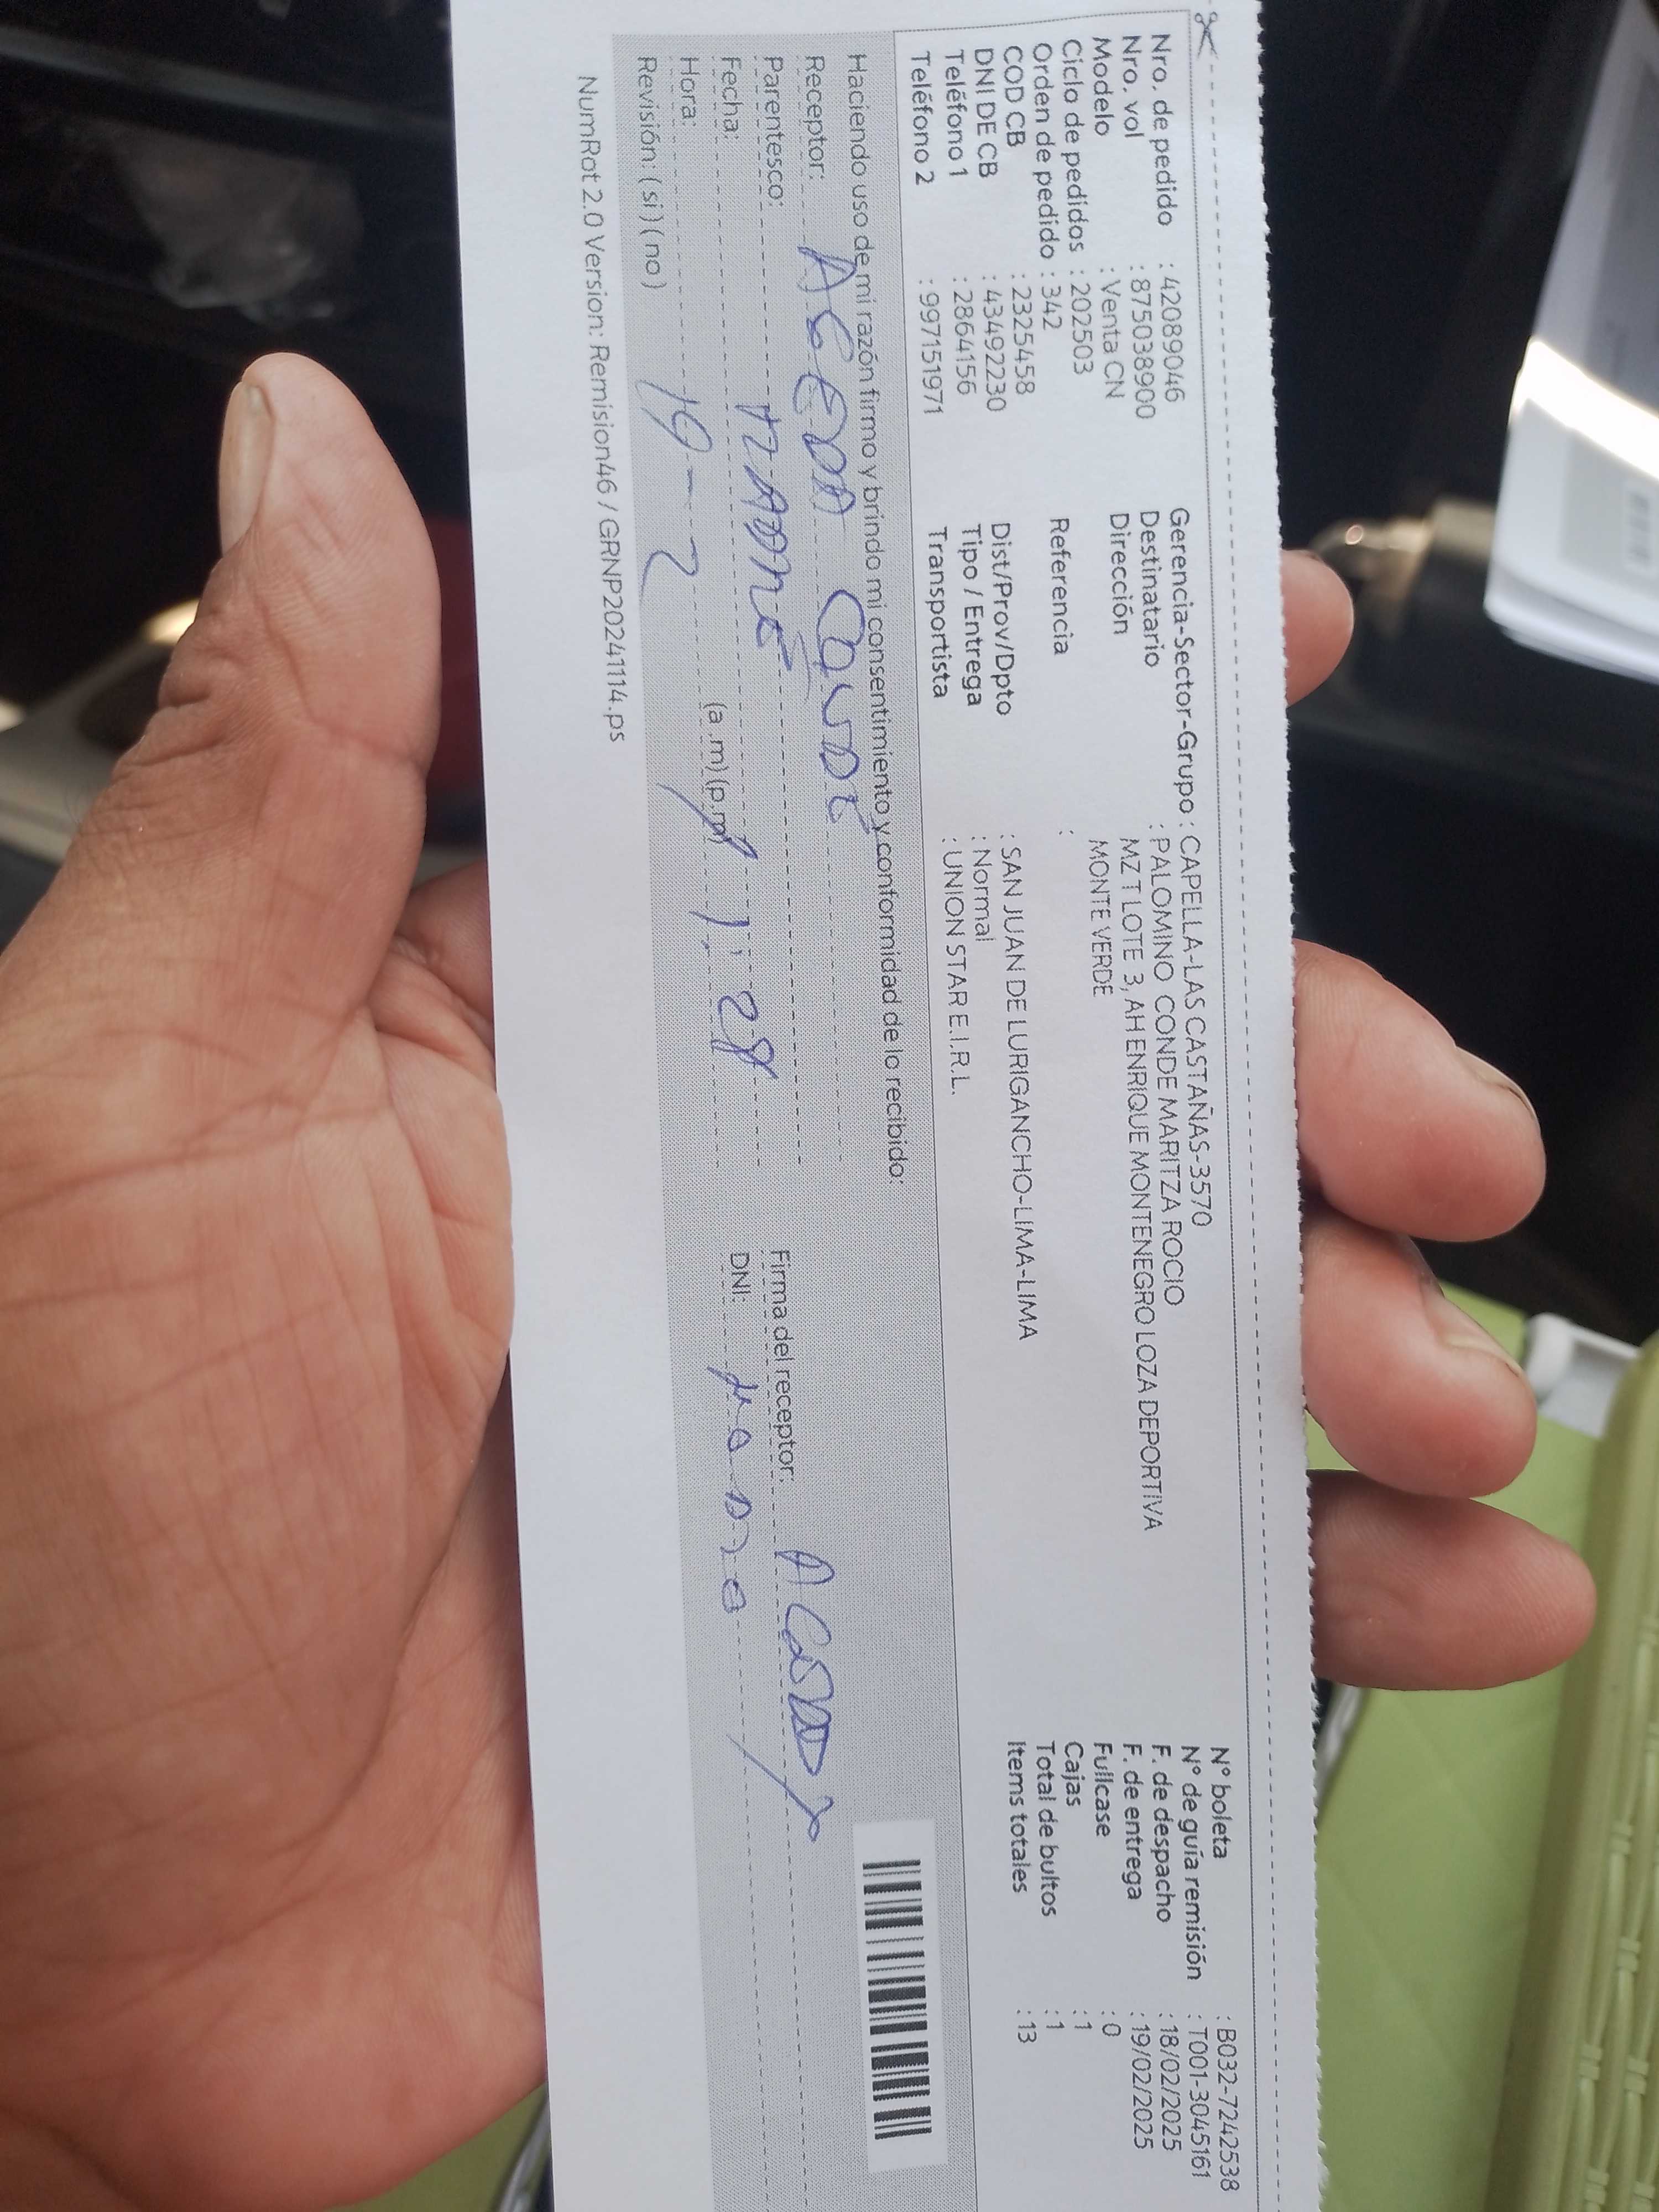 Nro. de pedido : 42089046
Nro. vol : 875038900
Modelo : Venta CN
Ciclo de pedidos : 202503
Orden de pedido : 342
COD CB : 2325458
DNI DE CB : 43492230
Teléfono 1 : 2864156
Teléfono 2 : 997151971
Gerencia-Sector-Grupo : CAPELLA-LAS CASTAÑAS-3570
Destinatario : PALOMINO CONDE MARITZA ROCIO
Dirección MZ T LOTE 3, AH ENRIQUE MONTENEGRO LOZA DEPORTIVA
MONTE VERDE
Referencia :
Dist/Prov/Dpto : SAN JUAN DE LURIGANCHO-LIMA-LIMA
Tipo / Entrega : Normal
Transportista : UNION STAR E.I.R.L.
N° boleta : B032-7242538
N° de guía remisión : T001-3045161
F. de despacho : 18/02/2025
F. de entrega : 19/02/2025
Fullcase : 0
Cajas : 1
Total de bultos : 1
Items totales : 13
Haciendo uso de mi razón firmo y brindo mi consentimiento y conformidad de lo recibido:
Receptor:
Parentesco:
Fecha: 19-2
Hora: (a.m) (p.m)
Revisión: (si) (no)
Firma del receptor:
DNI:
NumRot 2.0 Version: Remision46 / GRNP20241114.ps